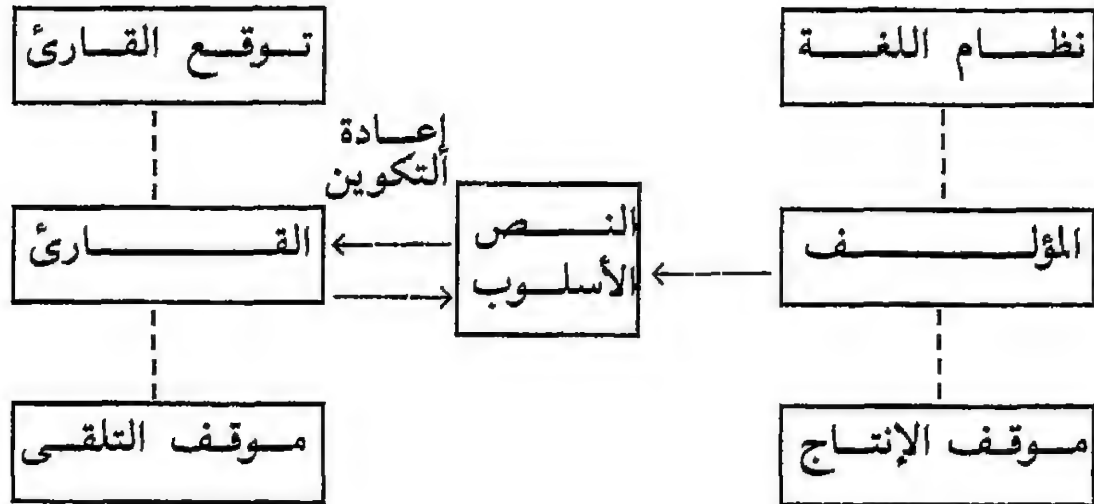 نظام اللغة
توقع القارئ
إعادة
التكوين
المؤلف
النص
الأسلوب
القارئ
موقف الإنتاج
موقف التلقى